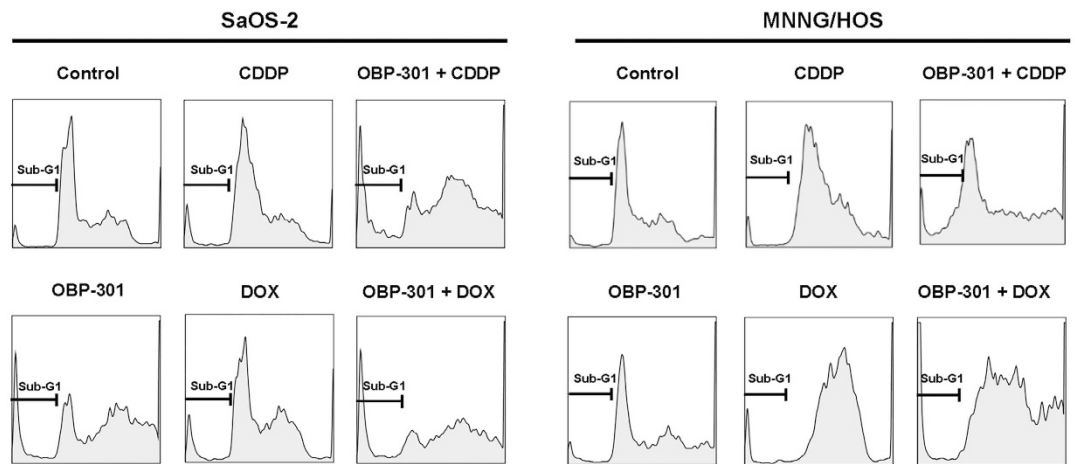 SaOS-2
Control CDDP OBP-301 + CDDP
Sub-G1 Sub-G1 Sub-G1
OBP-301 DOX OBP-301 + DOX
Sub-G1 Sub-G1 Sub-G1
MNNG/HOS
Control CDDP OBP-301 + CDDP
Sub-G1 Sub-G1 Sub-G1
OBP-301 DOX OBP-301 + DOX
Sub-G1 Sub-G1 Sub-G1